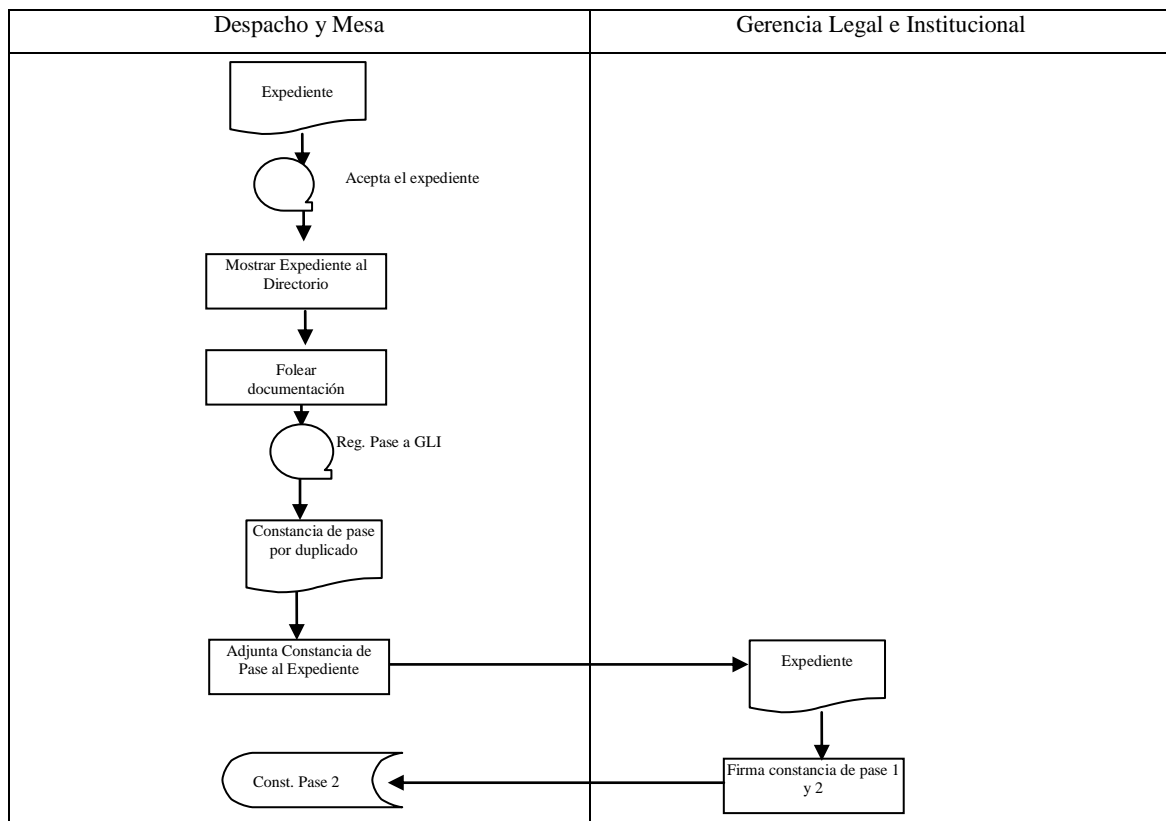 Despacho y Mesa
Gerencia Legal e Institucional
Expediente
Acepta el expediente
Mostrar Expediente al
Directorio
Folear
documentación
Reg. Pase a GLI
Constancia de pase
por duplicado
Adjunta Constancia de
Pase al Expediente
Expediente
Firma constancia de pase 1
y 2
Const. Pase 2